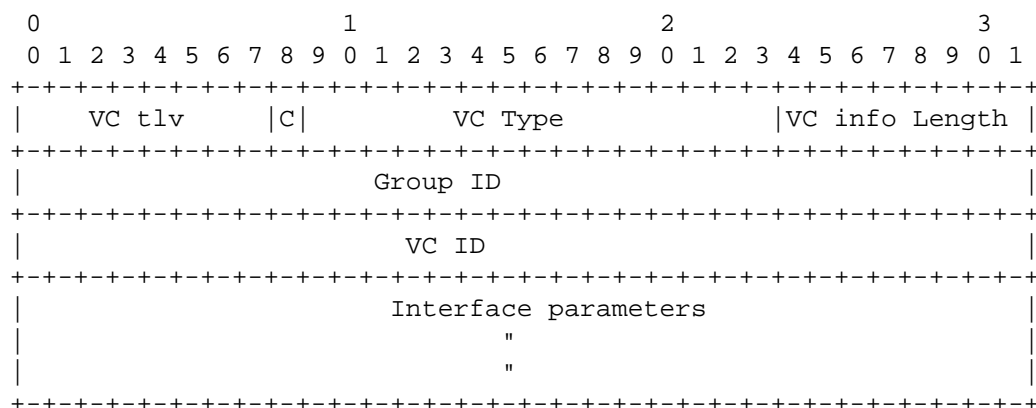 0                   1                   2                   3
 0 1 2 3 4 5 6 7 8 9 0 1 2 3 4 5 6 7 8 9 0 1 2 3 4 5 6 7 8 9 0 1
+-+-+-+-+-+-+-+-+-+-+-+-+-+-+-+-+-+-+-+-+-+-+-+-+-+-+-+-+-+-+-+-+
|    VC tlv     |C|         VC Type             |VC info Length |
+-+-+-+-+-+-+-+-+-+-+-+-+-+-+-+-+-+-+-+-+-+-+-+-+-+-+-+-+-+-+-+-+
|                      Group ID                                 |
+-+-+-+-+-+-+-+-+-+-+-+-+-+-+-+-+-+-+-+-+-+-+-+-+-+-+-+-+-+-+-+-+
|                        VC ID                                  |
+-+-+-+-+-+-+-+-+-+-+-+-+-+-+-+-+-+-+-+-+-+-+-+-+-+-+-+-+-+-+-+-+
|                       Interface parameters                    |
|                              "                                |
|                              "                                |
+-+-+-+-+-+-+-+-+-+-+-+-+-+-+-+-+-+-+-+-+-+-+-+-+-+-+-+-+-+-+-+-+